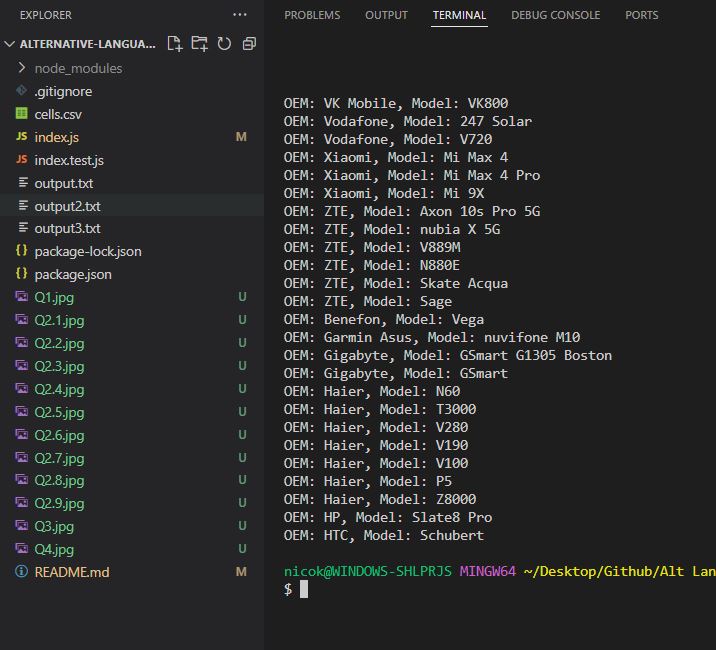 EXPLORER
ALTERNATIVE-LANGUA...
node_modules
.gitignore
cells.csv
JS index.js M
JS index.test.js
output.txt
output2.txt
output3.txt
{} package-lock.json
{} package.json
Q1.jpg U
Q2.1.jpg U
Q2.2.jpg U
Q2.3.jpg U
Q2.4.jpg U
Q2.5.jpg U
Q2.6.jpg U
Q2.7.jpg U
Q2.8.jpg U
Q2.9.jpg U
Q3.jpg U
Q4.jpg U
README.md M
PROBLEMS OUTPUT TERMINAL DEBUG CONSOLE PORTS
OEM: VK Mobile, Model: VK800
OEM: Vodafone, Model: 247 Solar
OEM: Vodafone, Model: V720
OEM: Xiaomi, Model: Mi Max 4
OEM: Xiaomi, Model: Mi Max 4 Pro
OEM: Xiaomi, Model: Mi 9X
OEM: ZTE, Model: Axon 10s Pro 5G
OEM: ZTE, Model: nubia X 5G
OEM: ZTE, Model: V889M
OEM: ZTE, Model: N880E
OEM: ZTE, Model: Skate Acqua
OEM: ZTE, Model: Sage
OEM: Benefon, Model: Vega
OEM: Garmin Asus, Model: nuvifone M10
OEM: Gigabyte, Model: GSmart G1305 Boston
OEM: Gigabyte, Model: GSmart
OEM: Haier, Model: N60
OEM: Haier, Model: T3000
OEM: Haier, Model: V280
OEM: Haier, Model: V190
OEM: Haier, Model: V100
OEM: Haier, Model: P5
OEM: Haier, Model: Z8000
OEM: HP, Model: Slate8 Pro
OEM: HTC, Model: Schubert
nicok@WINDOWS-SHLPRJS MINGW64 ~/Desktop/Github/Alt Lan
$